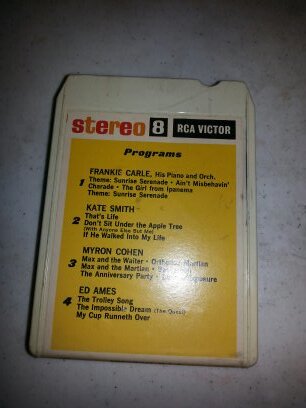 stereo 8 RCA VICTOR
Programs
1 FRANKIE CARLE, His Piano and Orch.
Theme: Sunrise Serenade • Ain't Misbehavin'
Charade • The Girl from Ipanema
Theme: Sunrise Serenade
2 KATE SMITH
That's Life
Don't Sit Under the Apple Tree
(With Anyone Else But Me)
If He Walked Into My Life
3 MYRON COHEN
Max and the Waiter •
Max and the Martian •
The Anniversary Party •
4 ED AMES
The Trolley Song
The Impossible Dream (The Quest)
My Cup Runneth Over